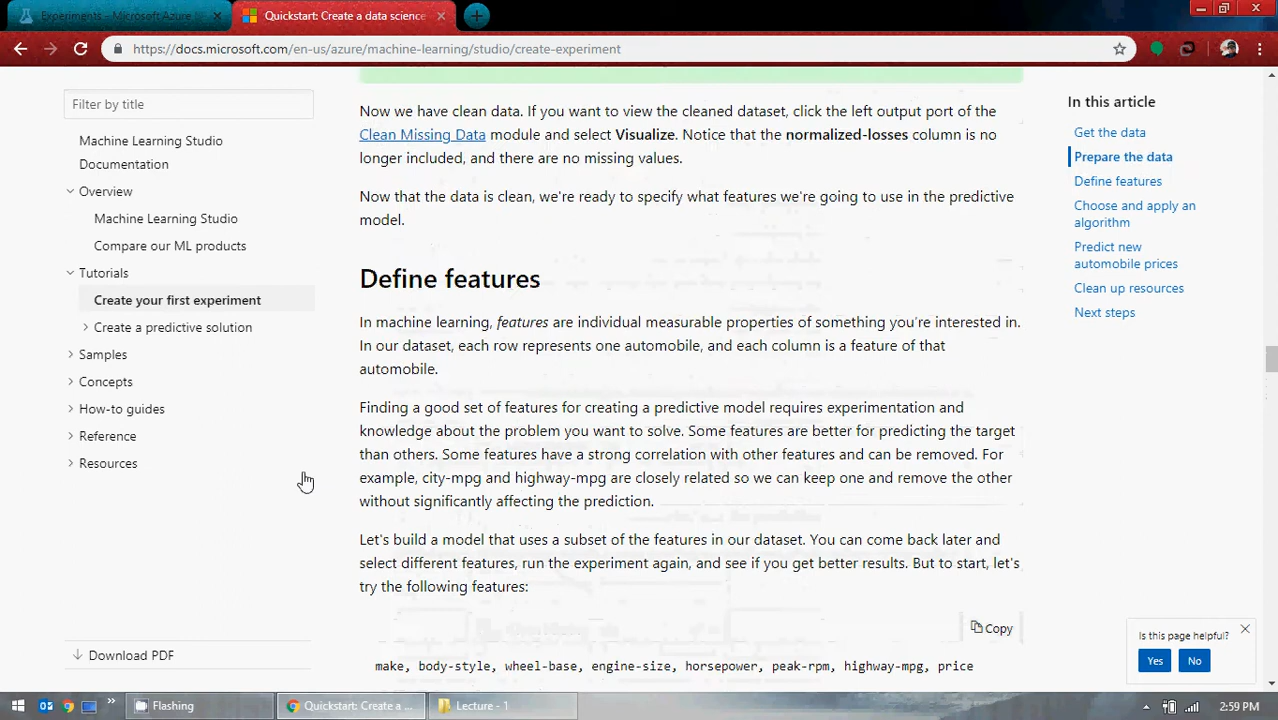 Experiments - Microsoft Azure
Quickstart: Create a data science
https://docs.microsoft.com/en-us/azure/machine-learning/studio/create-experiment
Filter by title
Machine Learning Studio
Documentation
Overview
Machine Learning Studio
Compare our ML products
Tutorials
Create your first experiment
Create a predictive solution
Samples
Concepts
How-to guides
Reference
Resources
Download PDF
Now we have clean data. If you want to view the cleaned dataset, click the left output port of the
Clean Missing Data module and select Visualize. Notice that the normalized-losses column is no
longer included, and there are no missing values.
Now that the data is clean, we're ready to specify what features we're going to use in the predictive
model.
Define features
In machine learning, features are individual measurable properties of something you're interested in.
In our dataset, each row represents one automobile, and each column is a feature of that
automobile.
Finding a good set of features for creating a predictive model requires experimentation and
knowledge about the problem you want to solve. Some features are better for predicting the target
than others. Some features have a strong correlation with other features and can be removed. For
example, city-mpg and highway-mpg are closely related so we can keep one and remove the other
without significantly affecting the prediction.
Let's build a model that uses a subset of the features in our dataset. You can come back later and
select different features, run the experiment again, and see if you get better results. But to start, let's
try the following features:
Copy
make, body-style, wheel-base, engine-size, horsepower, peak-rpm, highway-mpg, price
In this article
Get the data
Prepare the data
Define features
Choose and apply an
algorithm
Predict new
automobile prices
Clean up resources
Next steps
Is this page helpful?
Yes
No
Flashing
Quickstart: Create a ...
Lecture - 1
2:59 PM